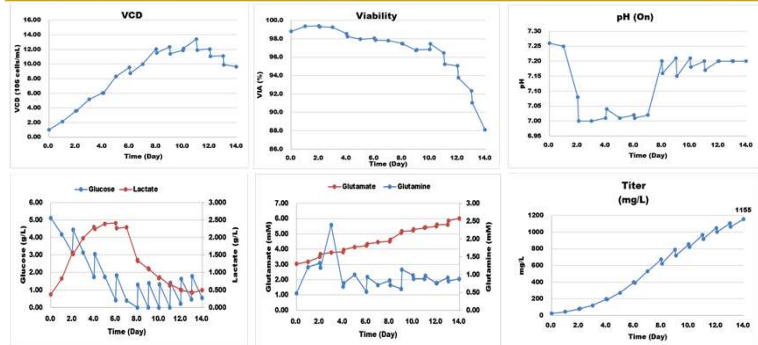 VCD
VCD (106 cells/mL)
16.00
14.00
12.00
10.00
8.00
6.00
4.00
2.00
0.00
0.0 2.0 4.0 6.0 8.0 10.0 12.0 14.0
Time (Day)
Viability
VIA (%)
100.0
98.0
96.0
94.0
92.0
90.0
88.0
86.0
0.0 2.0 4.0 6.0 8.0 10.0 12.0 14.0
Time (Day)
pH (On)
pH
7.30
7.25
7.20
7.15
7.10
7.05
7.00
6.95
0.0 2.0 4.0 6.0 8.0 10.0 12.0 14.0
Time (Day)
Glucose Lactate
Glucose (g/L)
6.00
5.00
4.00
3.00
2.00
1.00
0.00
Lactate (g/L)
3.000
2.500
2.000
1.500
1.000
0.500
0.000
0.0 2.0 4.0 6.0 8.0 10.0 12.0 14.0
Time (Day)
Glutamate Glutamine
Glutamate (mM)
7.00
6.00
5.00
4.00
3.00
2.00
1.00
0.00
Glutamine (mM)
3.00
2.50
2.00
1.50
1.00
0.50
0.00
0.0 2.0 4.0 6.0 8.0 10.0 12.0 14.0
Time (Day)
Titer
(mg/L)
1155
mg/L
1200
1000
800
600
400
200
0
0.0 2.0 4.0 6.0 8.0 10.0 12.0 14.0
Time (Day)